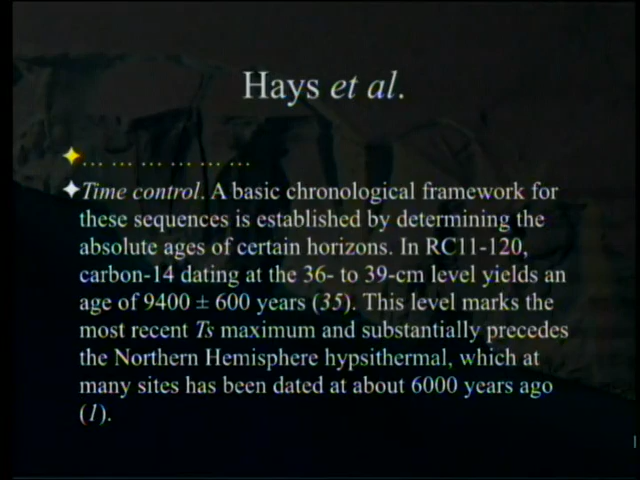 Hays et al.
… … … … … …
Time control. A basic chronological framework for
these sequences is established by determining the
absolute ages of certain horizons. In RC11-120,
carbon-14 dating at the 36- to 39-cm level yields an
age of 9400 ± 600 years (35). This level marks the
most recent Ts maximum and substantially precedes
the Northern Hemisphere hypsithermal, which at
many sites has been dated at about 6000 years ago
(1).